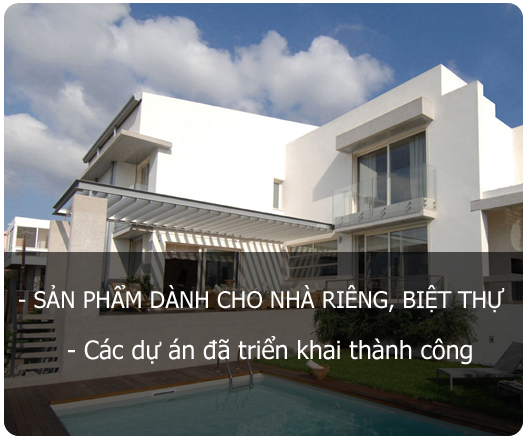 - SẢN PHẨM DÀNH CHO NHÀ RIÊNG, BIỆT THỰ
- Các dự án đã triển khai thành công